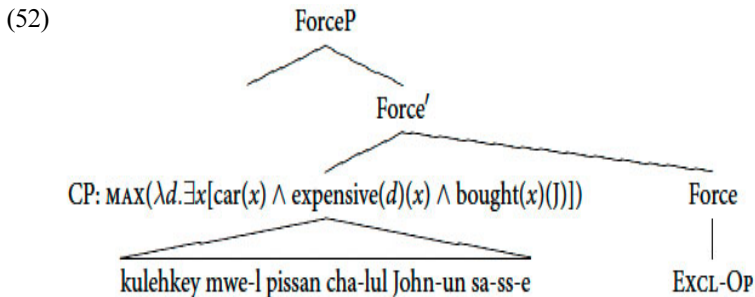 (52) ForceP
Force′
CP: MAX(λd.∃x[car(x) ∧ expensive(d)(x) ∧ bought(x)(J)]) Force
kulehkey mwe-l pissan cha-lul John-un sa-ss-e EXCL-OP